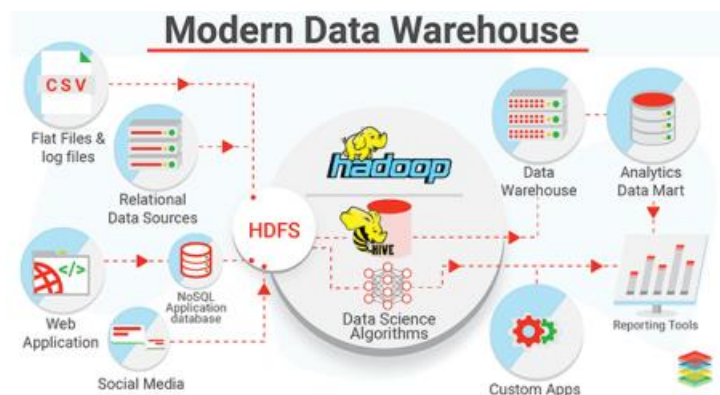 Modern Data Warehouse
CSV
Flat Files &
log files
Relational
Data Sources
Web
Application
</>
NoSQL
Application
database
Social Media
HDFS
hadoop
HIVE
Data Science
Algorithms
Data
Warehouse
Analytics
Data Mart
Reporting Tools
Custom Apps